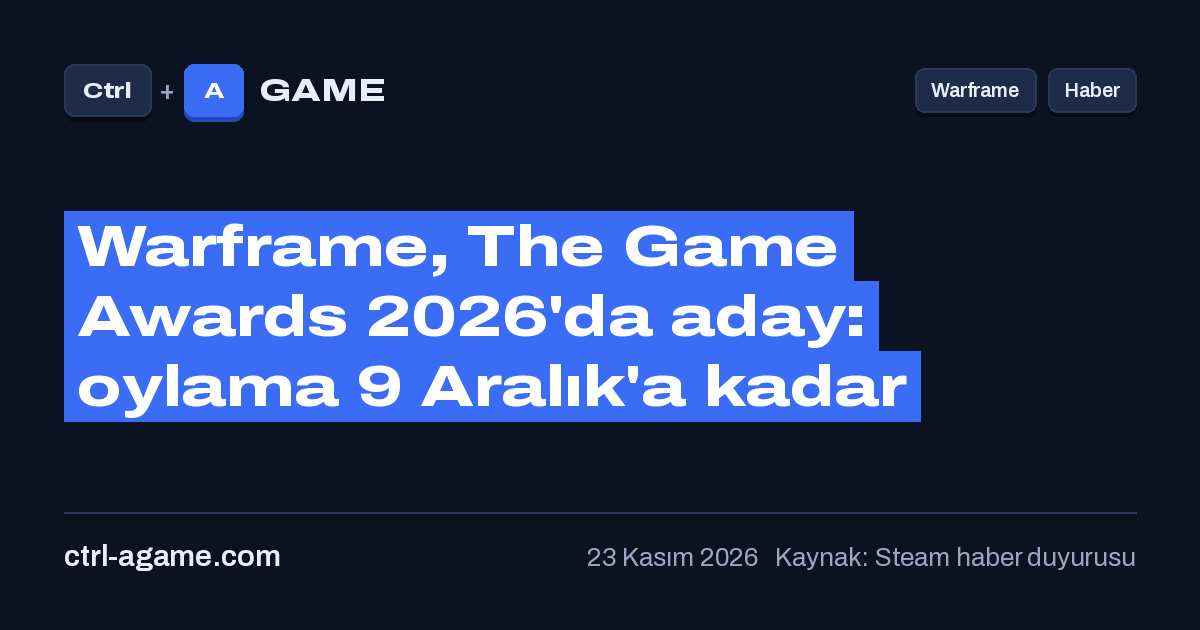 Ctrl + A GAME
Warframe Haber
Warframe, The Game
Awards 2026'da aday:
oylama 9 Aralık'a kadar
ctrl-agame.com
23 Kasım 2026 Kaynak: Steam haber duyurusu